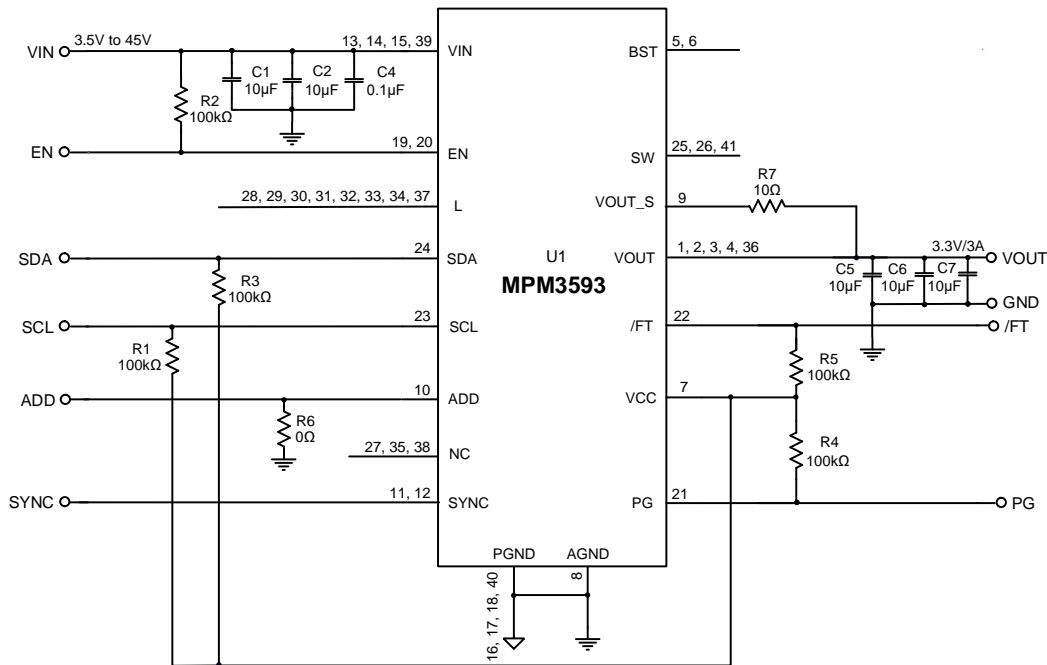 VIN
3.5V to 45V
13, 14, 15, 39
VIN
C1
10µF
C2
10µF
C4
0.1µF
R2
100kΩ
EN
19, 20
EN
28, 29, 30, 31, 32, 33, 34, 37
L
SDA
24
SDA
R3
100kΩ
SCL
23
SCL
R1
100kΩ
ADD
10
ADD
R6
0Ω
27, 35, 38
NC
SYNC
11, 12
SYNC
U1
MPM3593
PGND
AGND
16, 17, 18, 40
8
BST
5, 6
SW
25, 26, 41
VOUT_S
9
R7
10Ω
VOUT
1, 2, 3, 4, 36
3.3V/3A
VOUT
C5
10µF
C6
10µF
C7
10µF
GND
/FT
22
/FT
R5
100kΩ
VCC
7
R4
100kΩ
PG
21
PG